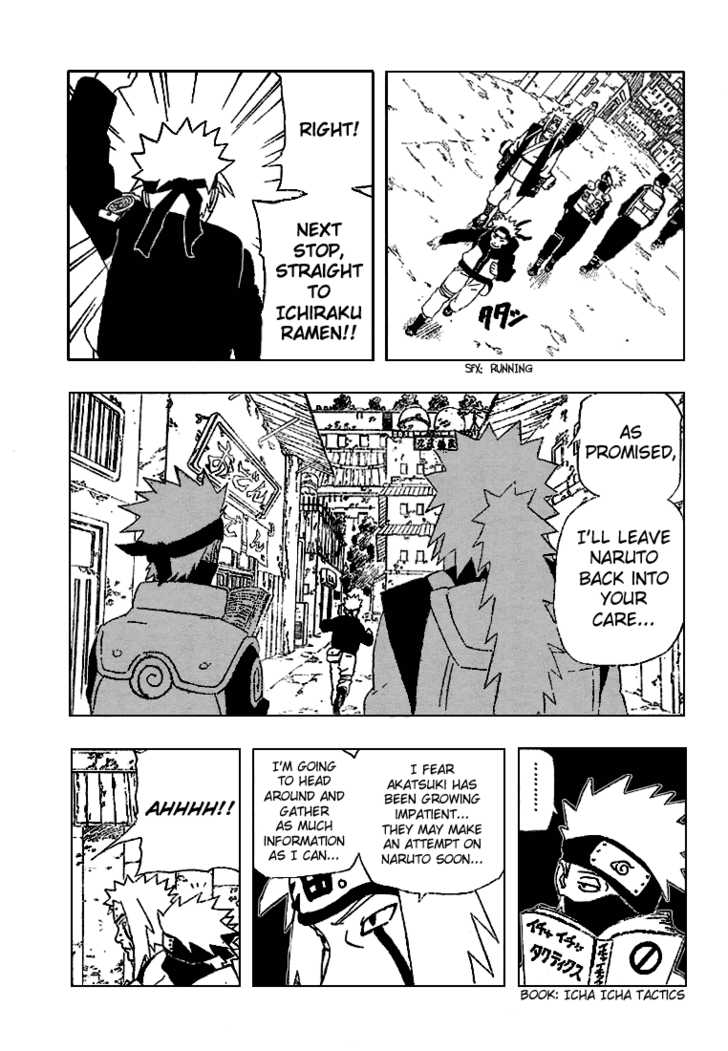 タタッ
SFX: RUNNING
RIGHT!
NEXT
STOP,
STRAIGHT
TO
ICHIRAKU
RAMEN!!
AS
PROMISED,
I'LL LEAVE
NARUTO
BACK INTO
YOUR
CARE...
.........
イチャイチャ
タクティクス
BOOK: ICHA ICHA TACTICS
I FEAR
AKATSUKI HAS
BEEN GROWING
IMPATIENT...
THEY MAY MAKE
AN ATTEMPT ON
NARUTO SOON...
I'M GOING
TO HEAD
AROUND AND
GATHER
AS MUCH
INFORMATION
AS I CAN...
AHHHH!!